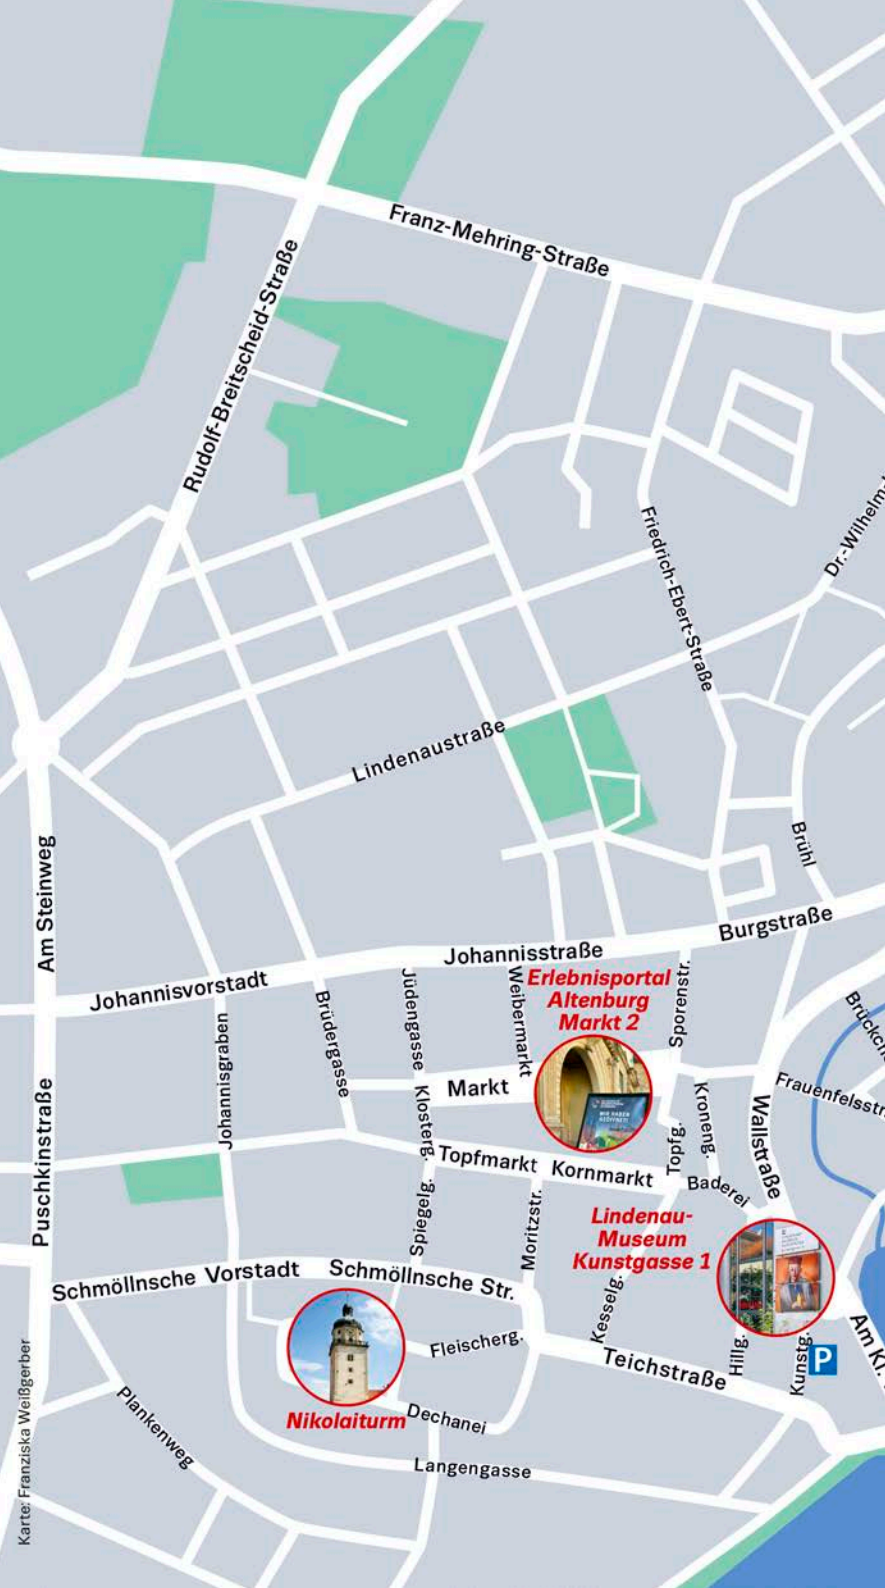 Franz-Mehring-Straße
Rudolf-Breitscheid-Straße
Dr.-Wilhelm-
Friedrich-Ebert-Straße
Lindenaustraße
Am Steinweg
Brühl
Burgstraße
Johannisstraße
Johannisvorstadt
Erlebnisportal
Altenburg
Markt 2
Weibermarkt
Sporenstr.
Jüdengasse
Brüdergasse
Johannisgraben
Markt
Klosterg.
Kroneng.
Wallstraße
Frauenfelsstr.
Puschkinstraße
Topfmarkt
Kornmarkt
Topfg.
Baderei
Spiegelg.
Moritzstr.
Lindenau-
Museum
Kunstgasse 1
Schmöllnsche Vorstadt
Schmöllnsche Str.
Kesselg.
Fleischerg.
Teichstraße
Hillg.
Kunstg.
P
Am Kl.
Nikolaiturm
Dechanei
Plankenweg
Langengasse
Karte: Franziska Weißgerber